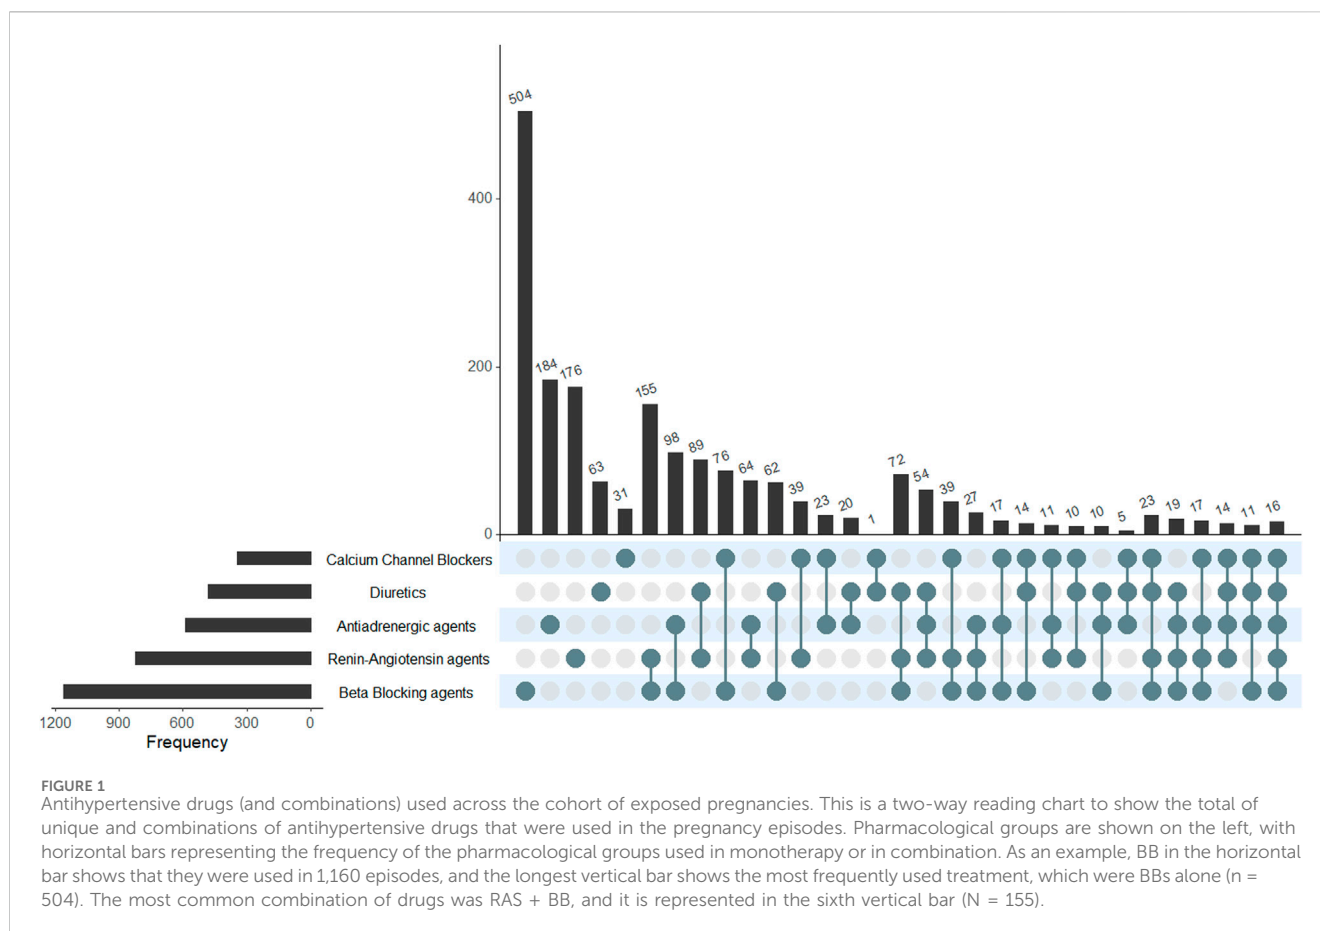 504
400
184
176
200
155
98
89
76
64
62
63
31
39
23
20
1
72
54
39
27
17
14
11
10
10
5
23
19
17
14
11
16
0
Calcium Channel Blockers
Diuretics
Antiadrenergic agents
Renin-Angiotensin agents
Beta Blocking agents
1200 900 600 300 0
Frequency
FIGURE 1
Antihypertensive drugs (and combinations) used across the cohort of exposed pregnancies. This is a two-way reading chart to show the total of
unique and combinations of antihypertensive drugs that were used in the pregnancy episodes. Pharmacological groups are shown on the left, with
horizontal bars representing the frequency of the pharmacological groups used in monotherapy or in combination. As an example, BB in the horizontal
bar shows that they were used in 1,160 episodes, and the longest vertical bar shows the most frequently used treatment, which were BBs alone (n =
504). The most common combination of drugs was RAS + BB, and it is represented in the sixth vertical bar (N = 155).